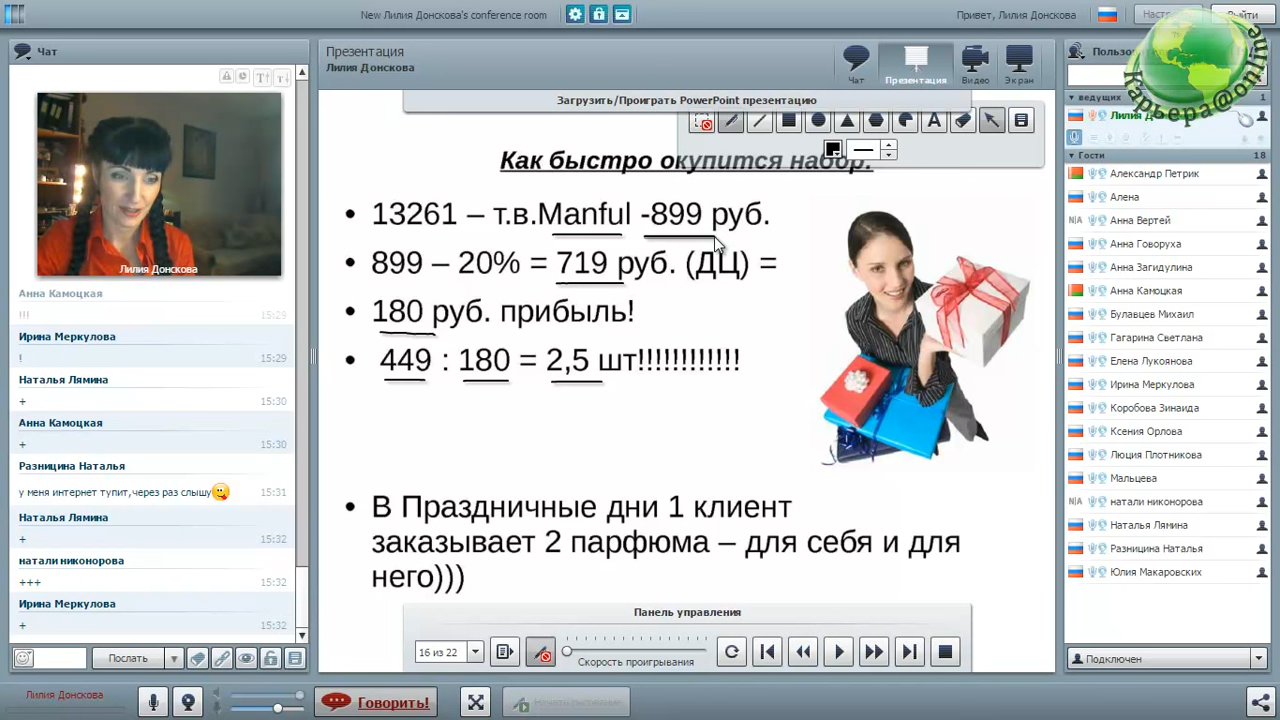 New Лилия Донскова's conference room
Привет, Лилия Донскова
Выйти
Карьера@online
Чат
Лилия Донскова
Анна Камоцкая
!!!
15:29
Ирина Меркулова
!
15:29
Наталья Лямина
+
15:30
Анна Камоцкая
+
15:30
Разницина Наталья
у меня интернет тупит,через раз слышу
15:31
Наталья Лямина
+
15:32
натали никонорова
+++
15:32
Ирина Меркулова
+
15:32
Послать
Презентация
Лилия Донскова
Чат
Презентация
Видео
Экран
Загрузить/Проиграть PowerPoint презентацию
Как быстро окупится набор:
• 13261 – т.в.Manful -899 руб.
• 899 – 20% = 719 руб. (ДЦ) =
• 180 руб. прибыль!
• 449 : 180 = 2,5 шт!!!!!!!!!!!!
• В Праздничные дни 1 клиент
заказывает 2 парфюма – для себя и для
него)))
Панель управления
16 из 22
Скорость проигрывания
ведущих
1
Гости
18
Александр Петрик
Алена
N/A Анна Вертей
Анна Говоруха
Анна Загидулина
Анна Камоцкая
Булавцев Михаил
Гагарина Светлана
Елена Лукоянова
Ирина Меркулова
Коробова Зинаида
Ксения Орлова
Люция Плотникова
Мальцева
N/A натали никонорова
Наталья Лямина
Разницина Наталья
Юлия Макаровских
Подключен
Лилия Донскова
Говорить!